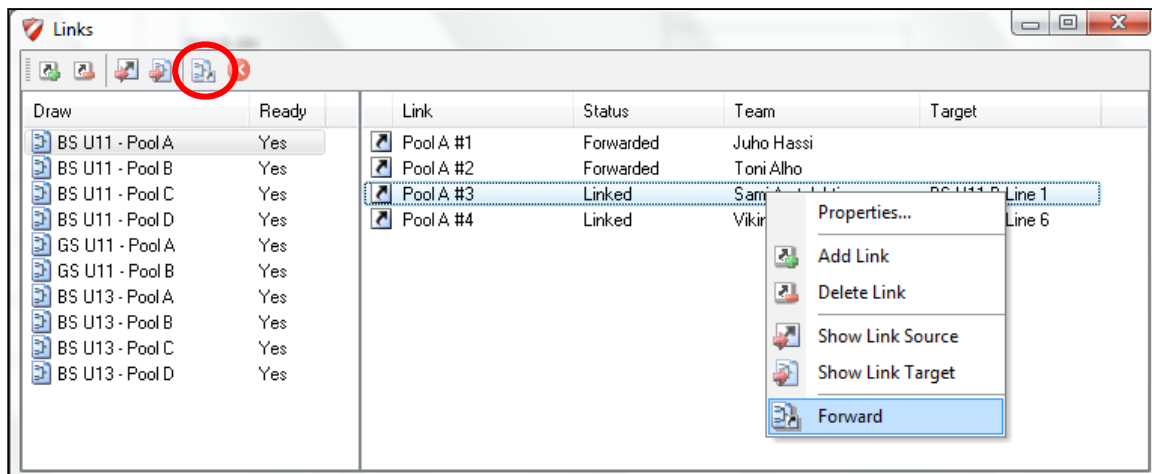 Links
Draw Ready Link Status Team Target
BS U11 - Pool A Yes Pool A #1 Forwarded Juho Hassi
BS U11 - Pool B Yes Pool A #2 Forwarded Toni Alho
BS U11 - Pool C Yes Pool A #3 Linked Line 1
BS U11 - Pool D Yes Pool A #4 Linked Line 6
GS U11 - Pool A Yes
GS U11 - Pool B Yes
BS U13 - Pool A Yes
BS U13 - Pool B Yes
BS U13 - Pool C Yes
BS U13 - Pool D Yes
Properties...
Add Link
Delete Link
Show Link Source
Show Link Target
Forward